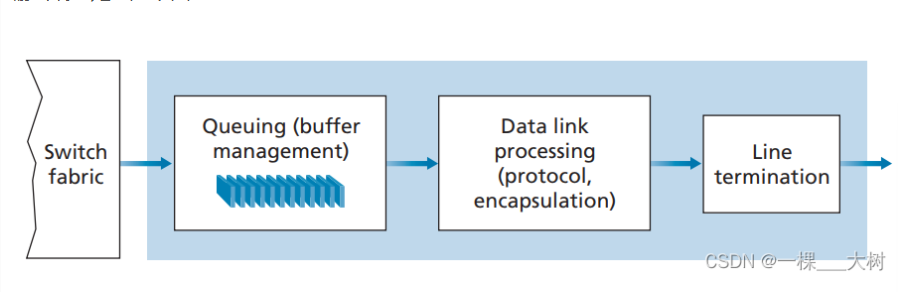 Switch
fabric
Queuing (buffer
management)
Data link
processing
(protocol,
encapsulation)
Line
termination
CSDN @一棵___大树